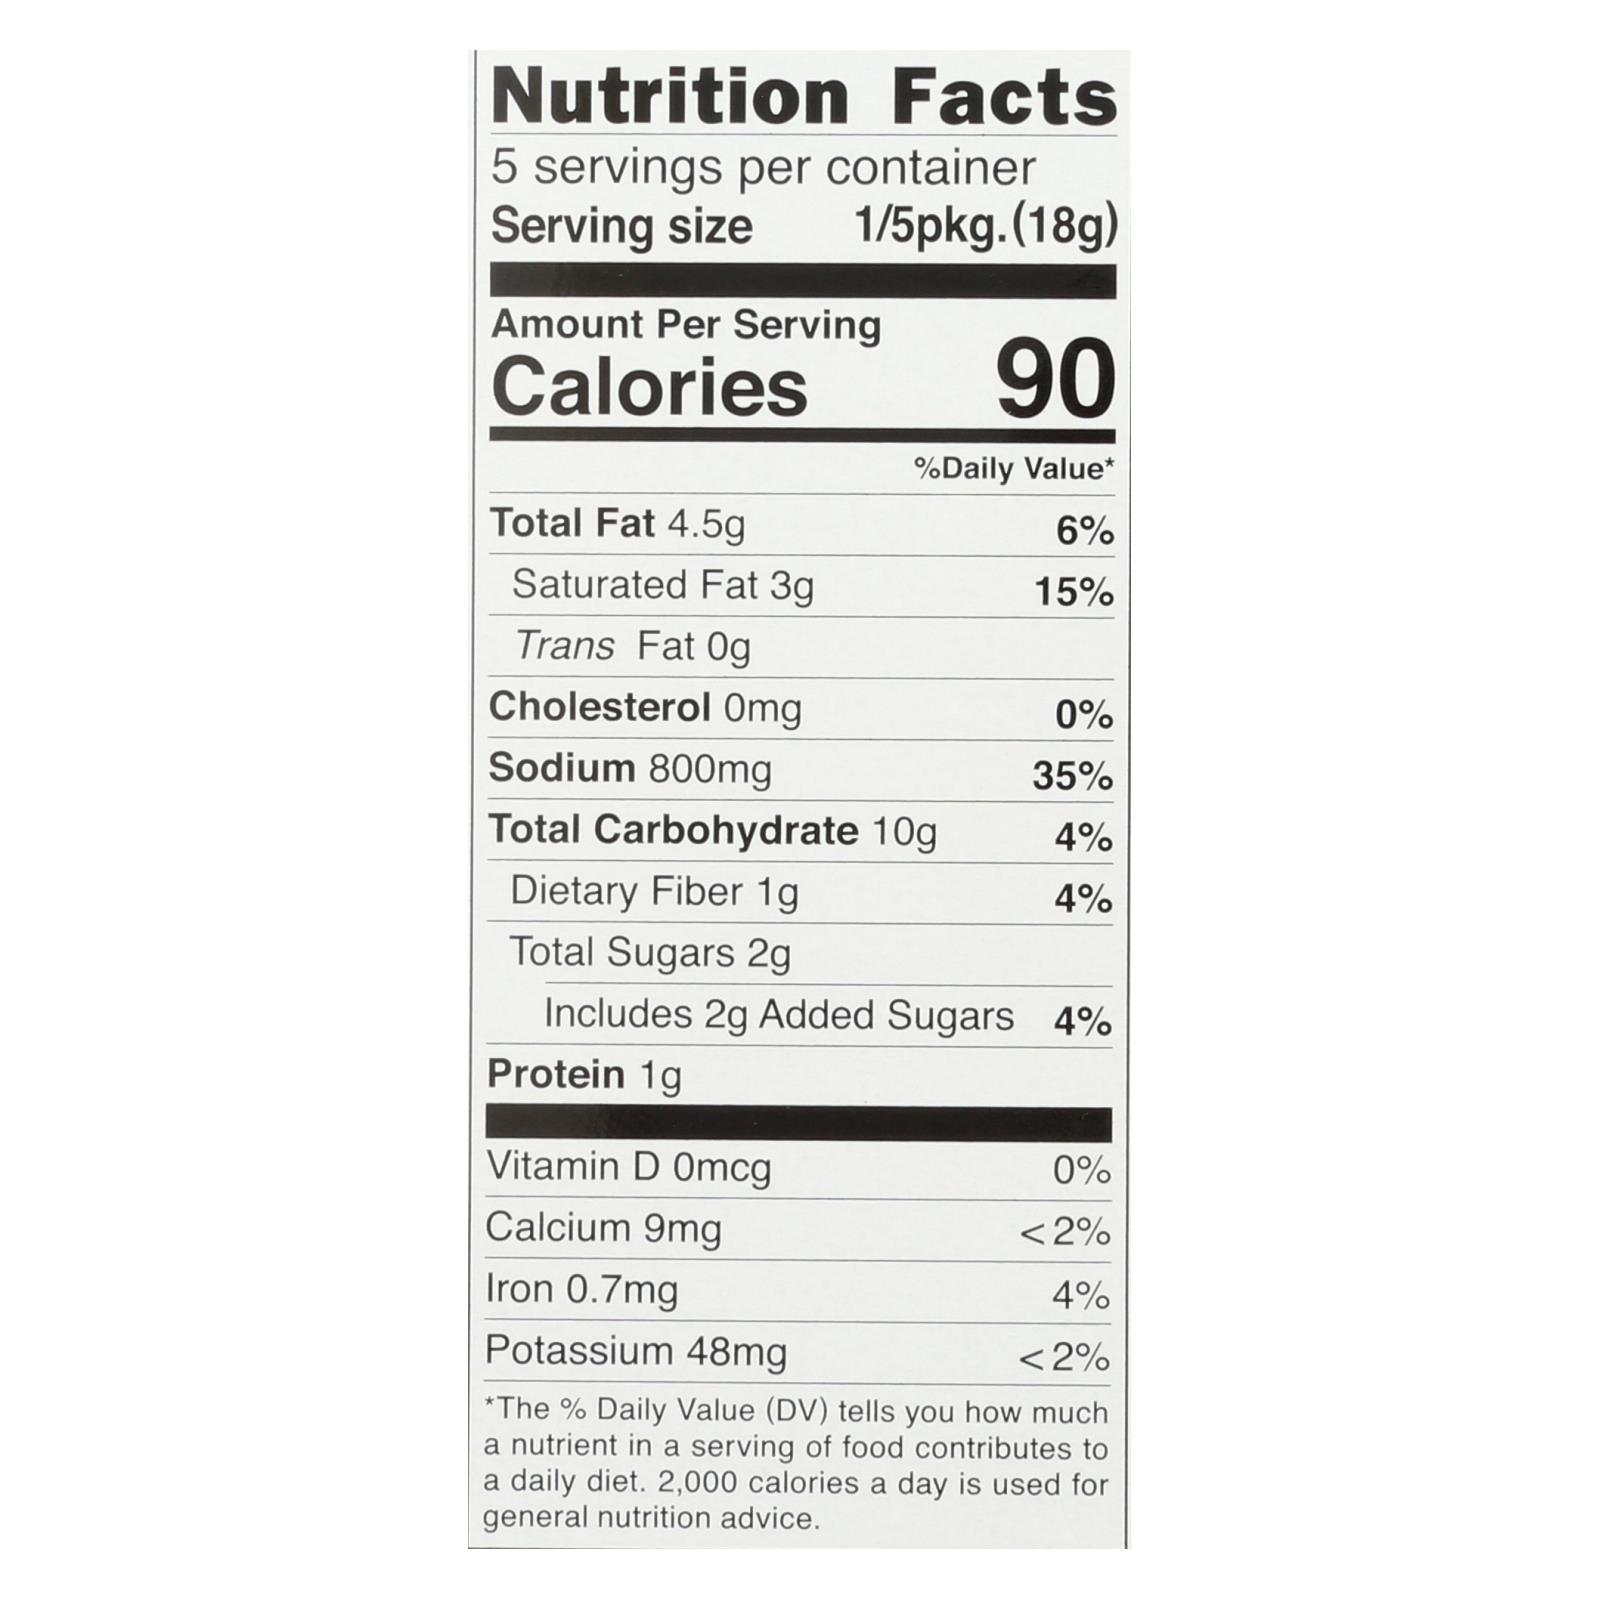 Nutrition Facts
5 servings per container
Serving size 1/5pkg.(18g)
Amount Per Serving
Calories 90
%Daily Value*
Total Fat 4.5g 6%
Saturated Fat 3g 15%
Trans Fat 0g
Cholesterol 0mg 0%
Sodium 800mg 35%
Total Carbohydrate 10g 4%
Dietary Fiber 1g 4%
Total Sugars 2g
Includes 2g Added Sugars 4%
Protein 1g
Vitamin D 0mcg 0%
Calcium 9mg <2%
Iron 0.7mg 4%
Potassium 48mg <2%
*The % Daily Value (DV) tells you how much
a nutrient in a serving of food contributes to
a daily diet. 2,000 calories a day is used for
general nutrition advice.